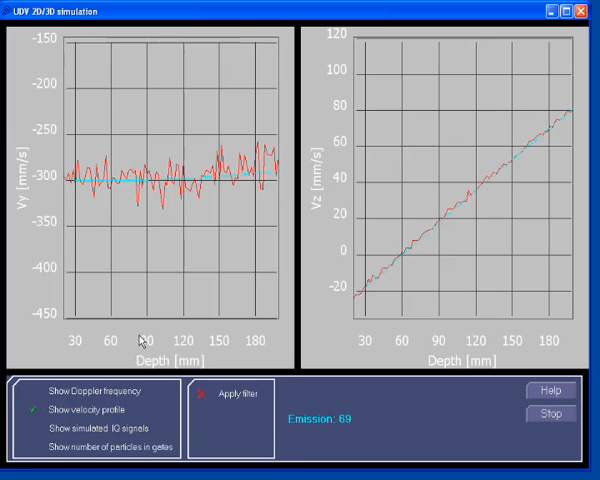 UDV 2D/3D simulation
-150
-200
-250
-300
-350
-400
-450
Vy [mm/s]
30 60 90 120 150 180
Depth [mm]
120
100
80
60
40
20
0
-20
Vz [mm/s]
30 60 90 120 150 180
Depth [mm]
Show Doppler frequency
Show velocity profile
Show simulated IQ signals
Show number of particles in gates
Apply filter
Emission: 69
Help
Stop